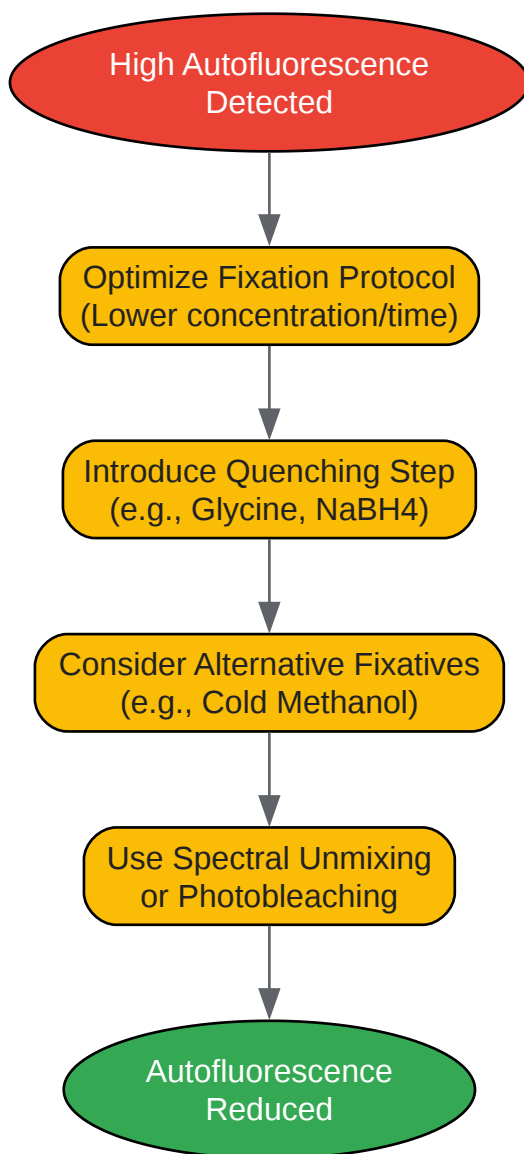 High Autofluorescence
Detected
Optimize Fixation Protocol
(Lower concentration/time)
Introduce Quenching Step
(e.g., Glycine, NaBH4)
Consider Alternative Fixatives
(e.g., Cold Methanol)
Use Spectral Unmixing
or Photobleaching
Autofluorescence
Reduced